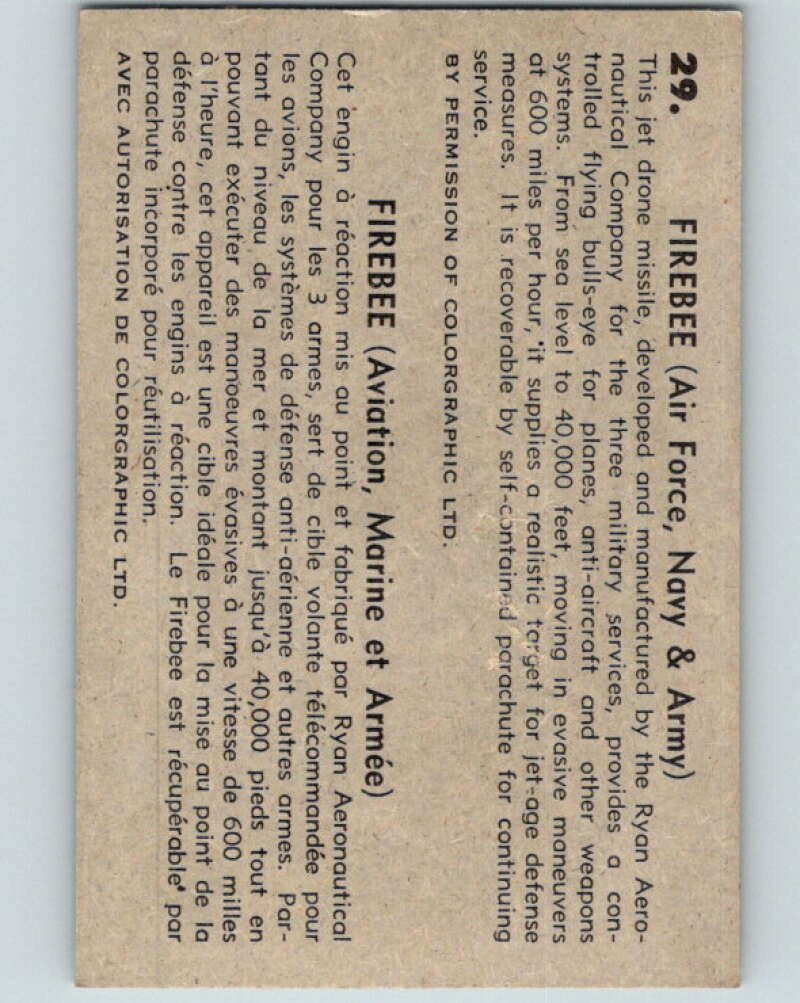 29. FIREBEE (Air Force, Navy & Army)
This jet drone missile, developed and manufactured by the Ryan Aero-
nautical Company for the three military services, provides a con-
trolled flying bulls-eye for planes, anti-aircraft and other weapons
systems. From sea level to 40,000 feet, moving in evasive maneuvers
at 600 miles per hour, it supplies a realistic target for jet-age defense
measures. It is recoverable by self-contained parachute for continuing
service.
BY PERMISSION OF COLORGRAPHIC LTD.
FIREBEE (Aviation, Marine et Armée)
Cet engin à réaction mis au point et fabriqué par Ryan Aeronautical
Company pour les 3 armes, sert de cible volante télécommandée pour
les avions, les systèmes de défense anti-aérienne et autres armes. Par-
tant du niveau de la mer et montant jusqu'à 40,000 pieds tout en
pouvant exécuter des manoeuvres évasives à une vitesse de 600 milles
à l'heure, cet appareil est une cible idéale pour la mise au point de la
défense contre les engins à réaction. Le Firebee est récupérable par
parachute incorporé pour réutilisation.
AVEC AUTORISATION DE COLORGRAPHIC LTD.